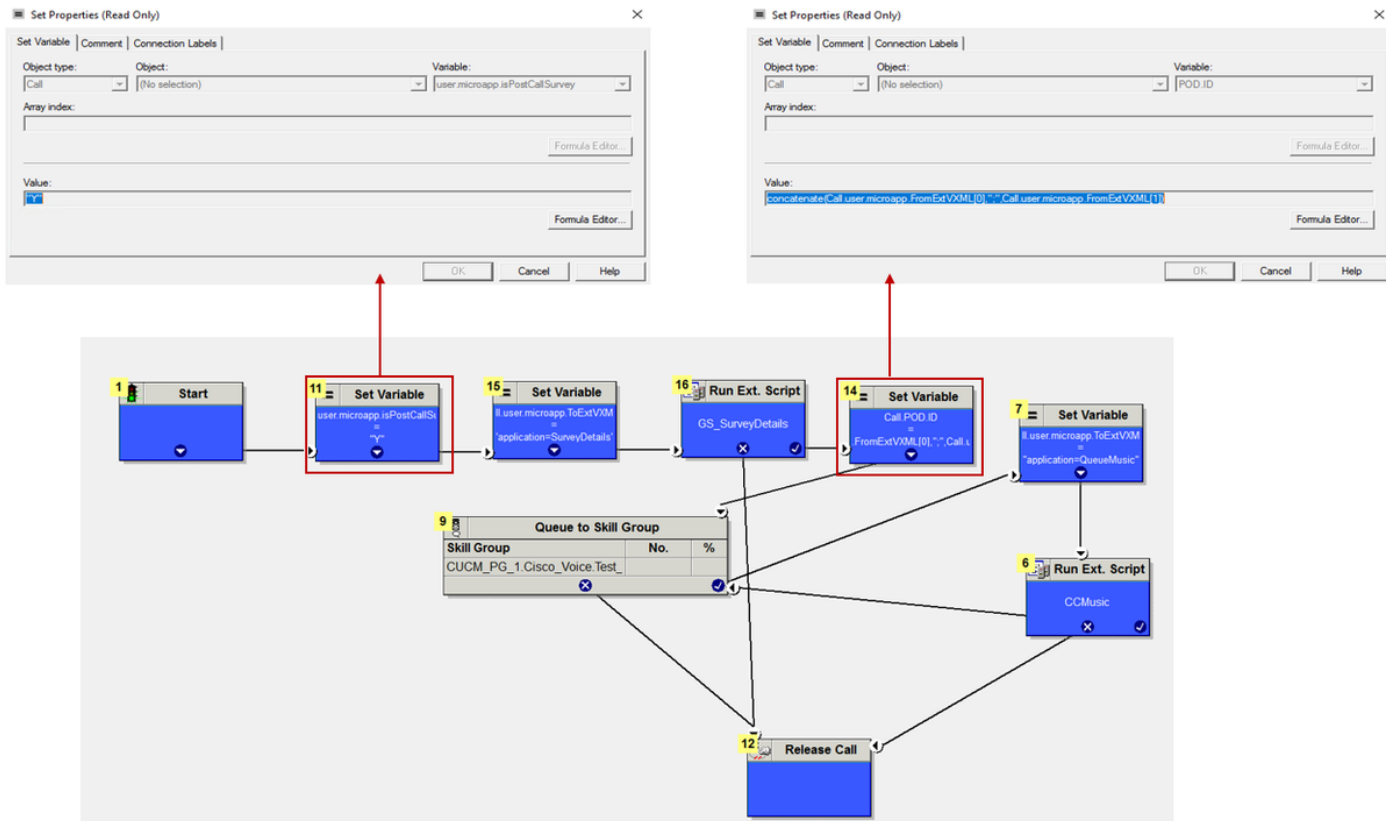 Set Properties (Read Only)
Set Variable Comment Connection Labels
Object type: Object: Variable:
Call (No selection) user.microapp.isPostCallSurvey
Array index:
Formula Editor...
Value:
"Y"
Formula Editor...
OK Cancel Help
Set Properties (Read Only)
Set Variable Comment Connection Labels
Object type: Object: Variable:
Call (No selection) POD.ID
Array index:
Formula Editor...
Value:
concatenate(Call.user.microapp.FromExtVXML[0],";",Call.user.microapp.FromExtVXML[1])
Formula Editor...
OK Cancel Help
1 Start
11 = Set Variable
user.microapp.isPostCallSu
=
"Y"
15 = Set Variable
ll.user.microapp.ToExtVXM
=
'application=SurveyDetails'
16 Run Ext. Script
GS_SurveyDetails
14 = Set Variable
Call.POD.ID
=
.FromExtVXML[0],";",Call.u
7 = Set Variable
ll.user.microapp.ToExtVXM
=
"application=QueueMusic"
9 Queue to Skill Group
Skill Group No. %
CUCM_PG_1.Cisco_Voice.Test_
6 Run Ext. Script
CCMusic
12 Release Call